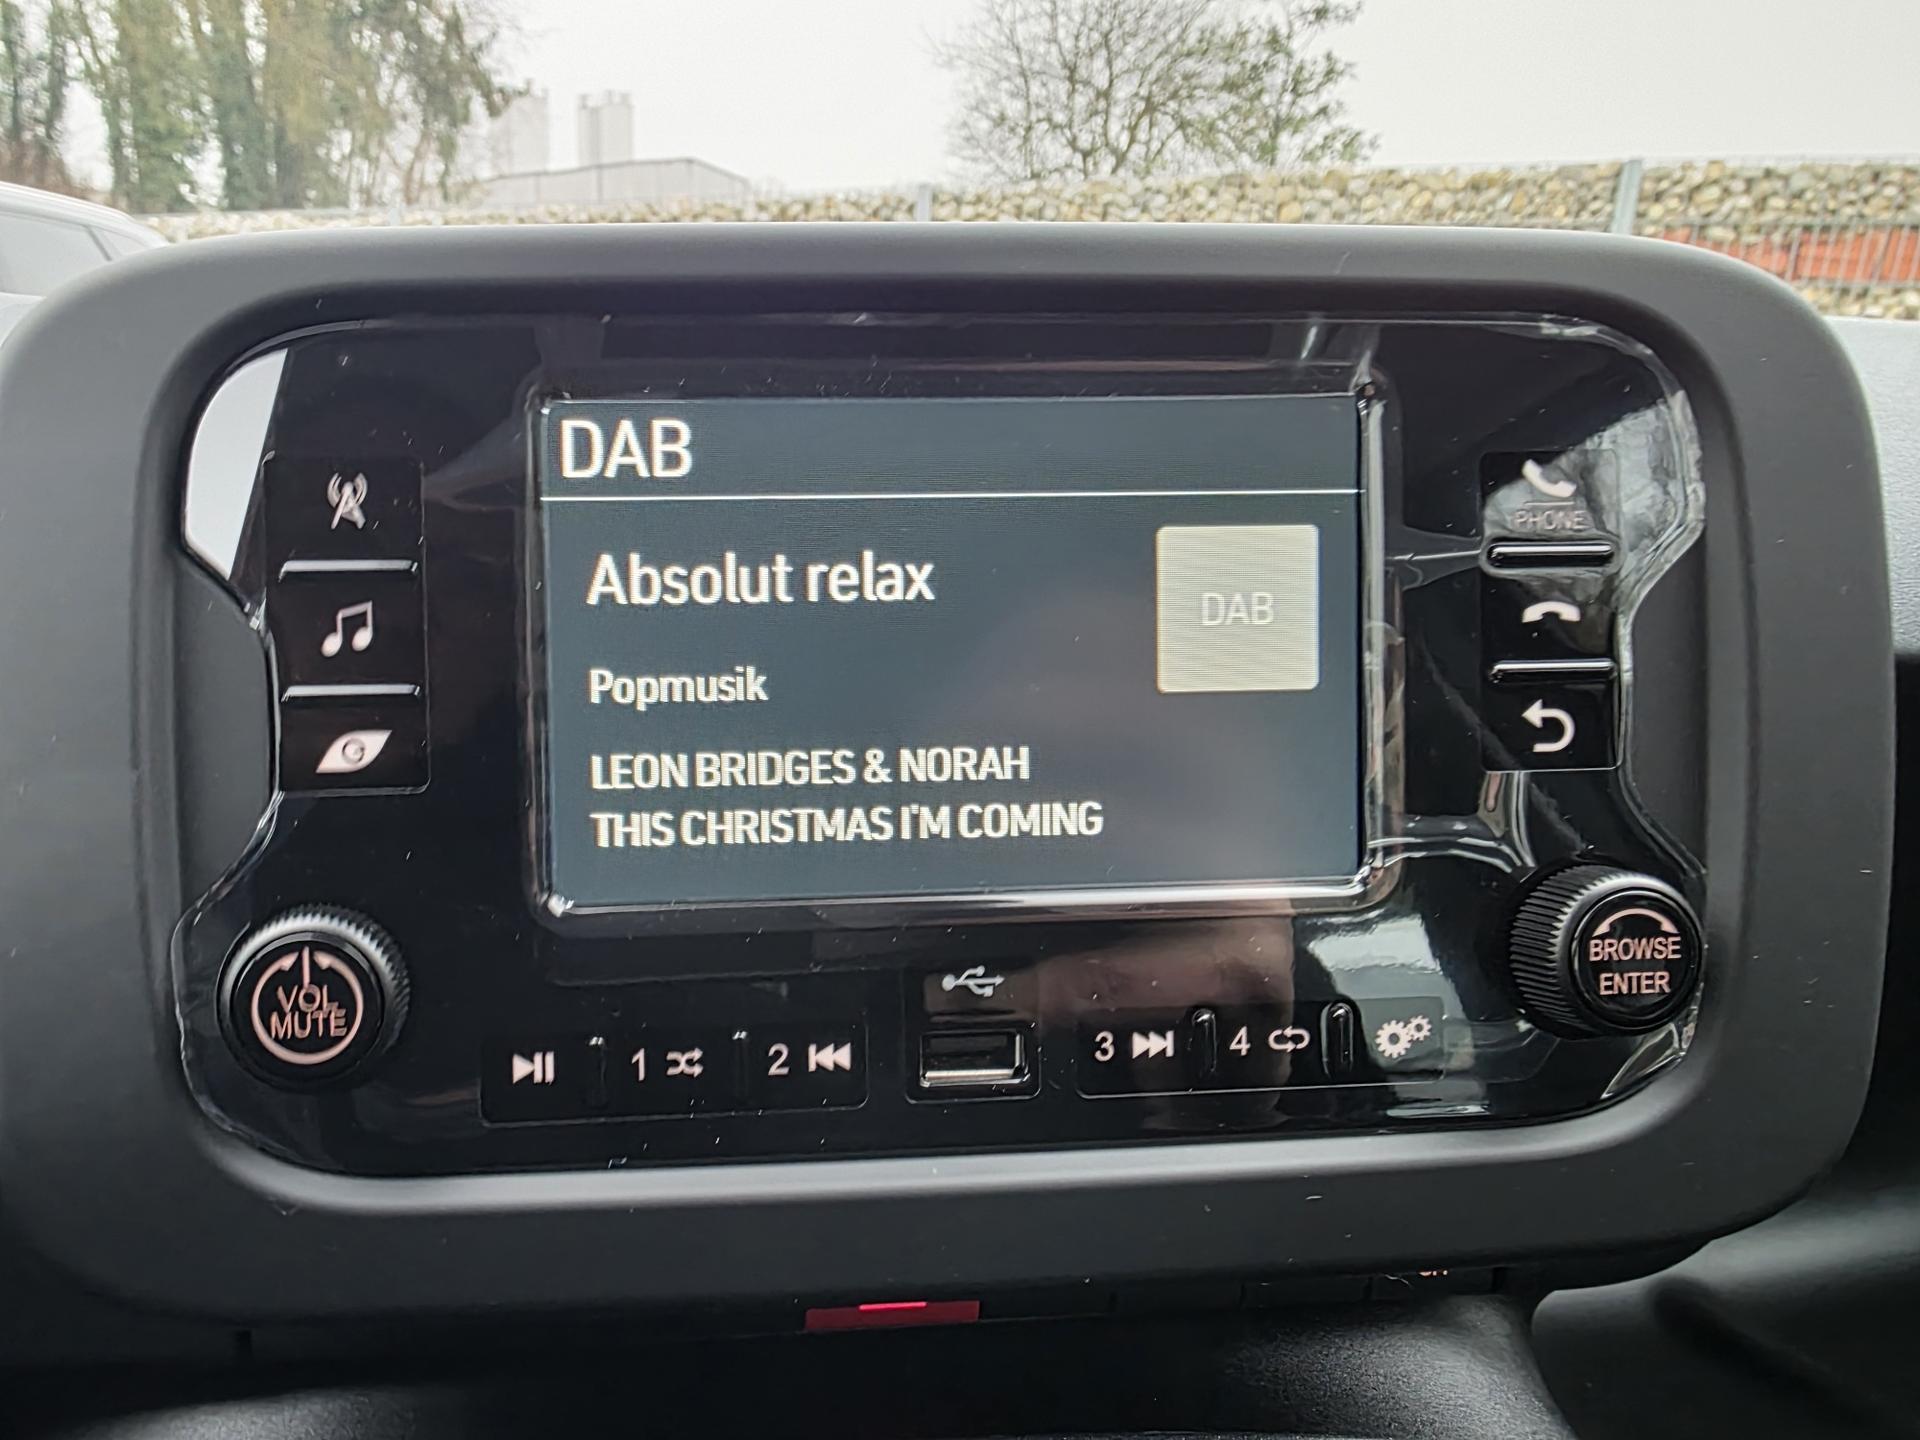 DAB
Absolut relax
DAB
Popmusik
LEON BRIDGES & NORAH
THIS CHRISTMAS I'M COMING
PHONE
VOL
MUTE
BROWSE
ENTER
1
2
3
4